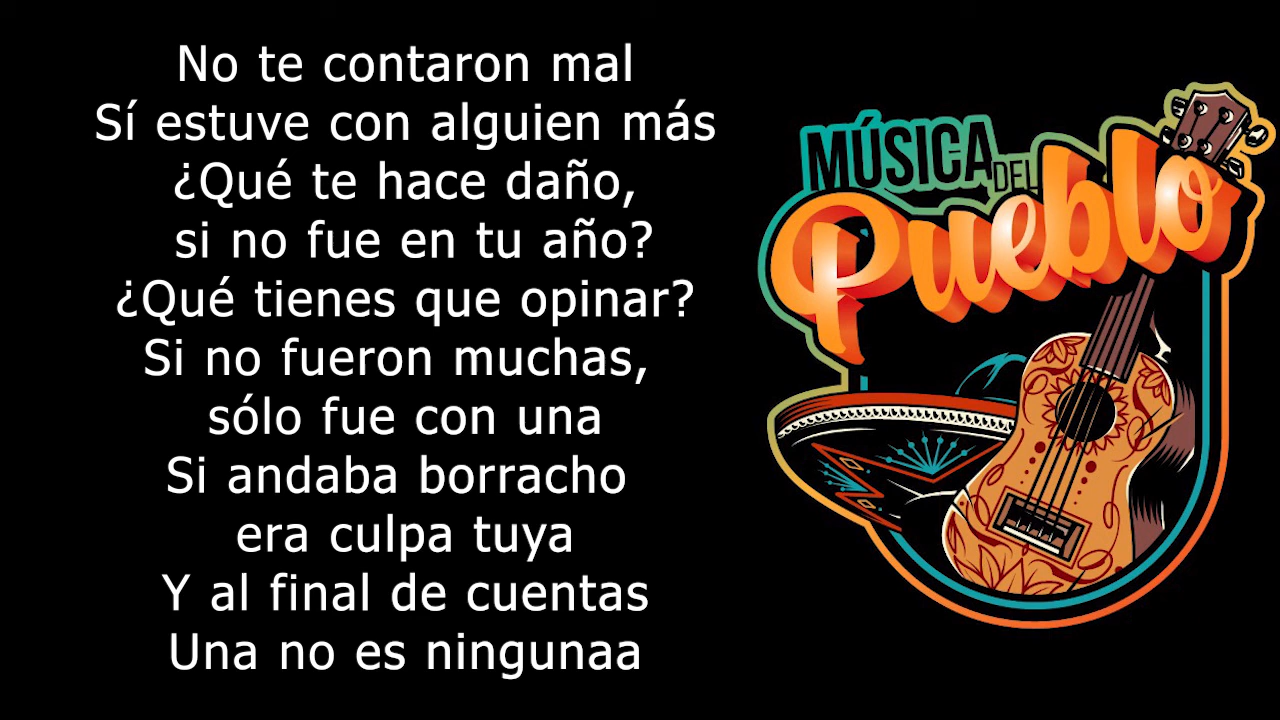 No te contaron mal
Sí estuve con alguien más
¿Qué te hace daño,
si no fue en tu año?
¿Qué tienes que opinar?
Si no fueron muchas,
sólo fue con una
Si andaba borracho
era culpa tuya
Y al final de cuentas
Una no es ningunaa
MÚSICA DEL
Pueblo